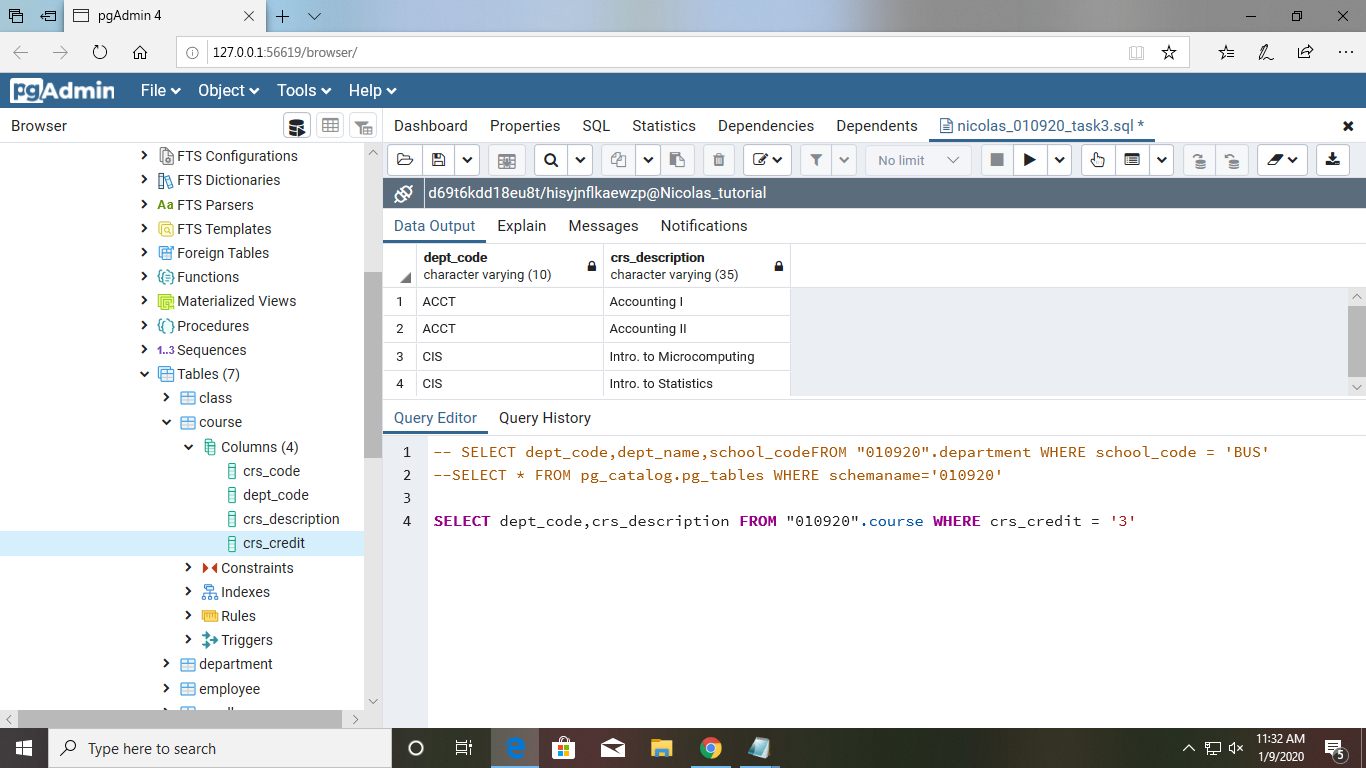 pgAdmin 4
127.0.0.1:56619/browser/
pgAdmin File Object Tools Help
Browser
Dashboard Properties SQL Statistics Dependencies Dependents nicolas_010920_task3.sql *
FTS Configurations
FTS Dictionaries
Aa FTS Parsers
FTS Templates
Foreign Tables
Functions
Materialized Views
Procedures
1..3 Sequences
Tables (7)
class
course
Columns (4)
crs_code
dept_code
crs_description
crs_credit
Constraints
Indexes
Rules
Triggers
department
employee
No limit
d69t6kdd18eu8t/hisyjnflkaewzp@Nicolas_tutorial
Data Output Explain Messages Notifications
dept_code crs_description
character varying (10) character varying (35)
1 ACCT Accounting I
2 ACCT Accounting II
3 CIS Intro. to Microcomputing
4 CIS Intro. to Statistics
Query Editor Query History
1 -- SELECT dept_code,dept_name,school_codeFROM "010920".department WHERE school_code = 'BUS'
2 --SELECT * FROM pg_catalog.pg_tables WHERE schemaname='010920'
3
4 SELECT dept_code,crs_description FROM "010920".course WHERE crs_credit = '3'
Type here to search
11:32 AM
1/9/2020
5